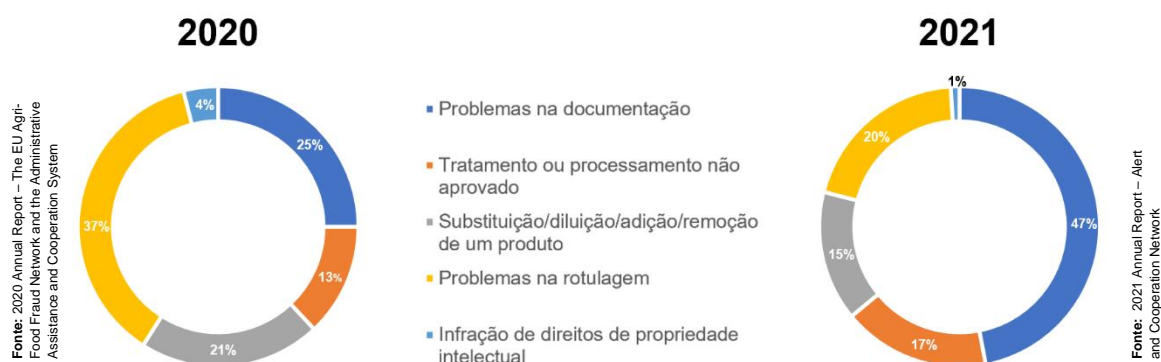 2020
2021
Fonte: 2020 Annual Report – The EU Agri-
Food Fraud Network and the Administrative
Assistance and Cooperation System
4%
25%
37%
13%
21%
Problemas na documentação
Tratamento ou processamento não
aprovado
Substituição/diluição/adição/remoção
de um produto
Problemas na rotulagem
Infração de direitos de propriedade
intelectual
1%
20%
47%
15%
17%
Fonte: 2021 Annual Report – Alert
and Cooperation Network